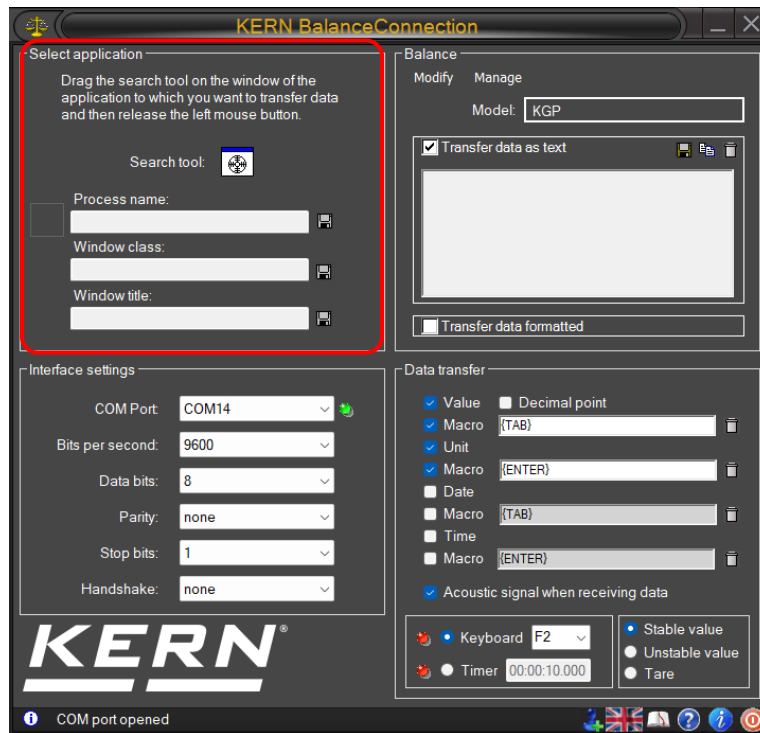 KERN BalanceConnection
Select application
Drag the search tool on the window of the
application to which you want to transfer data
and then release the left mouse button.
Search tool:
Process name:
Window class:
Window title:
Balance
Modify Manage
Model: KGP
Transfer data as text
Transfer data formatted
Interface settings
COM Port: COM14
Bits per second: 9600
Data bits: 8
Parity: none
Stop bits: 1
Handshake: none
KERN®
Data transfer
Value Decimal point
Macro {TAB}
Unit
Macro {ENTER}
Date
Macro {TAB}
Time
Macro {ENTER}
Acoustic signal when receiving data
Keyboard F2
Timer 00:00:10.000
Stable value
Unstable value
Tare
COM port opened